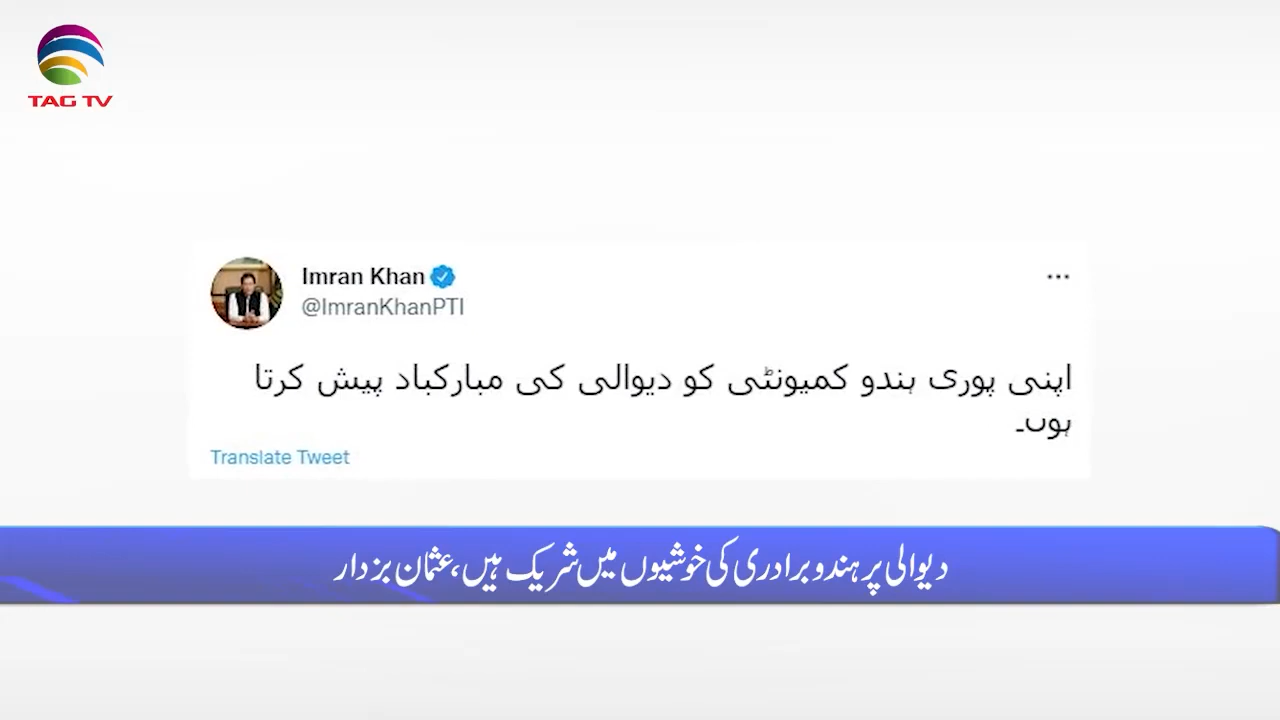 TAG TV
Imran Khan
@ImranKhanPTI
اپنی پوری ہندو کمیونٹی کو دیوالی کی مبارکباد پیش کرتا
ہوں۔
Translate Tweet
دیوالی پر ہندو برادری کی خوشیوں میں شریک ہیں، عثمان بزدار